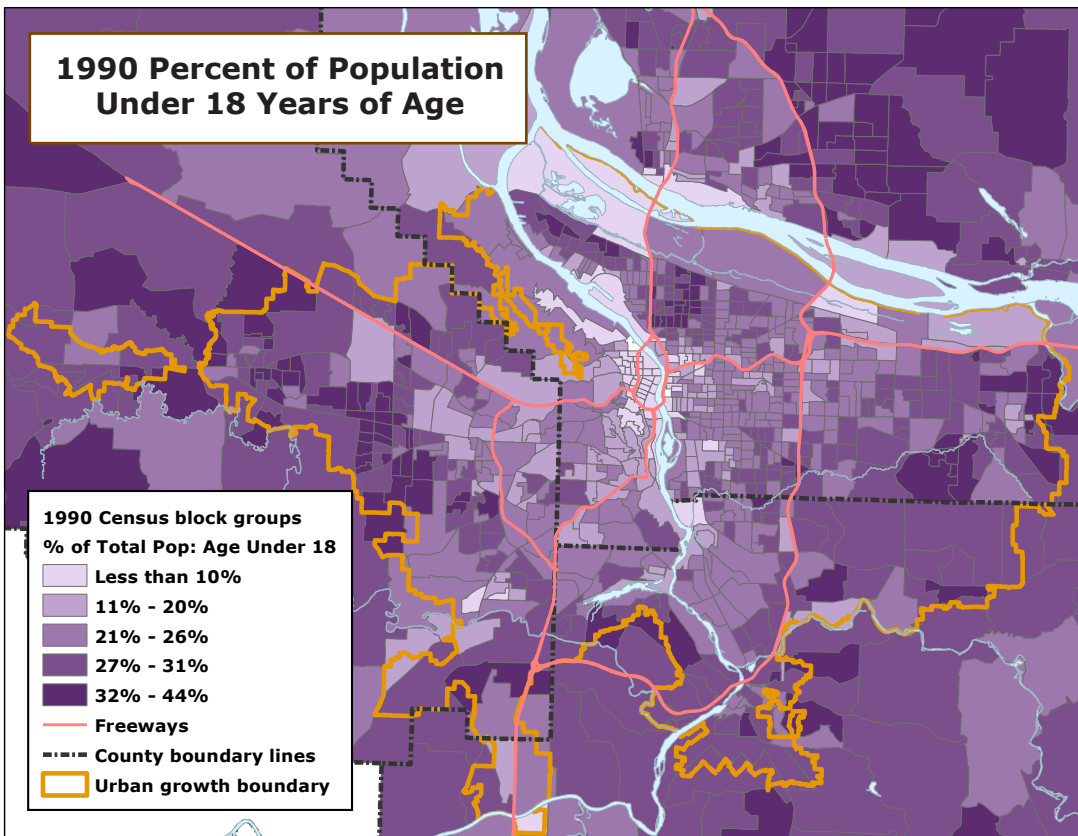 1990 Percent of Population
Under 18 Years of Age
1990 Census block groups
% of Total Pop: Age Under 18
Less than 10%
11% - 20%
21% - 26%
27% - 31%
32% - 44%
Freeways
County boundary lines
Urban growth boundary